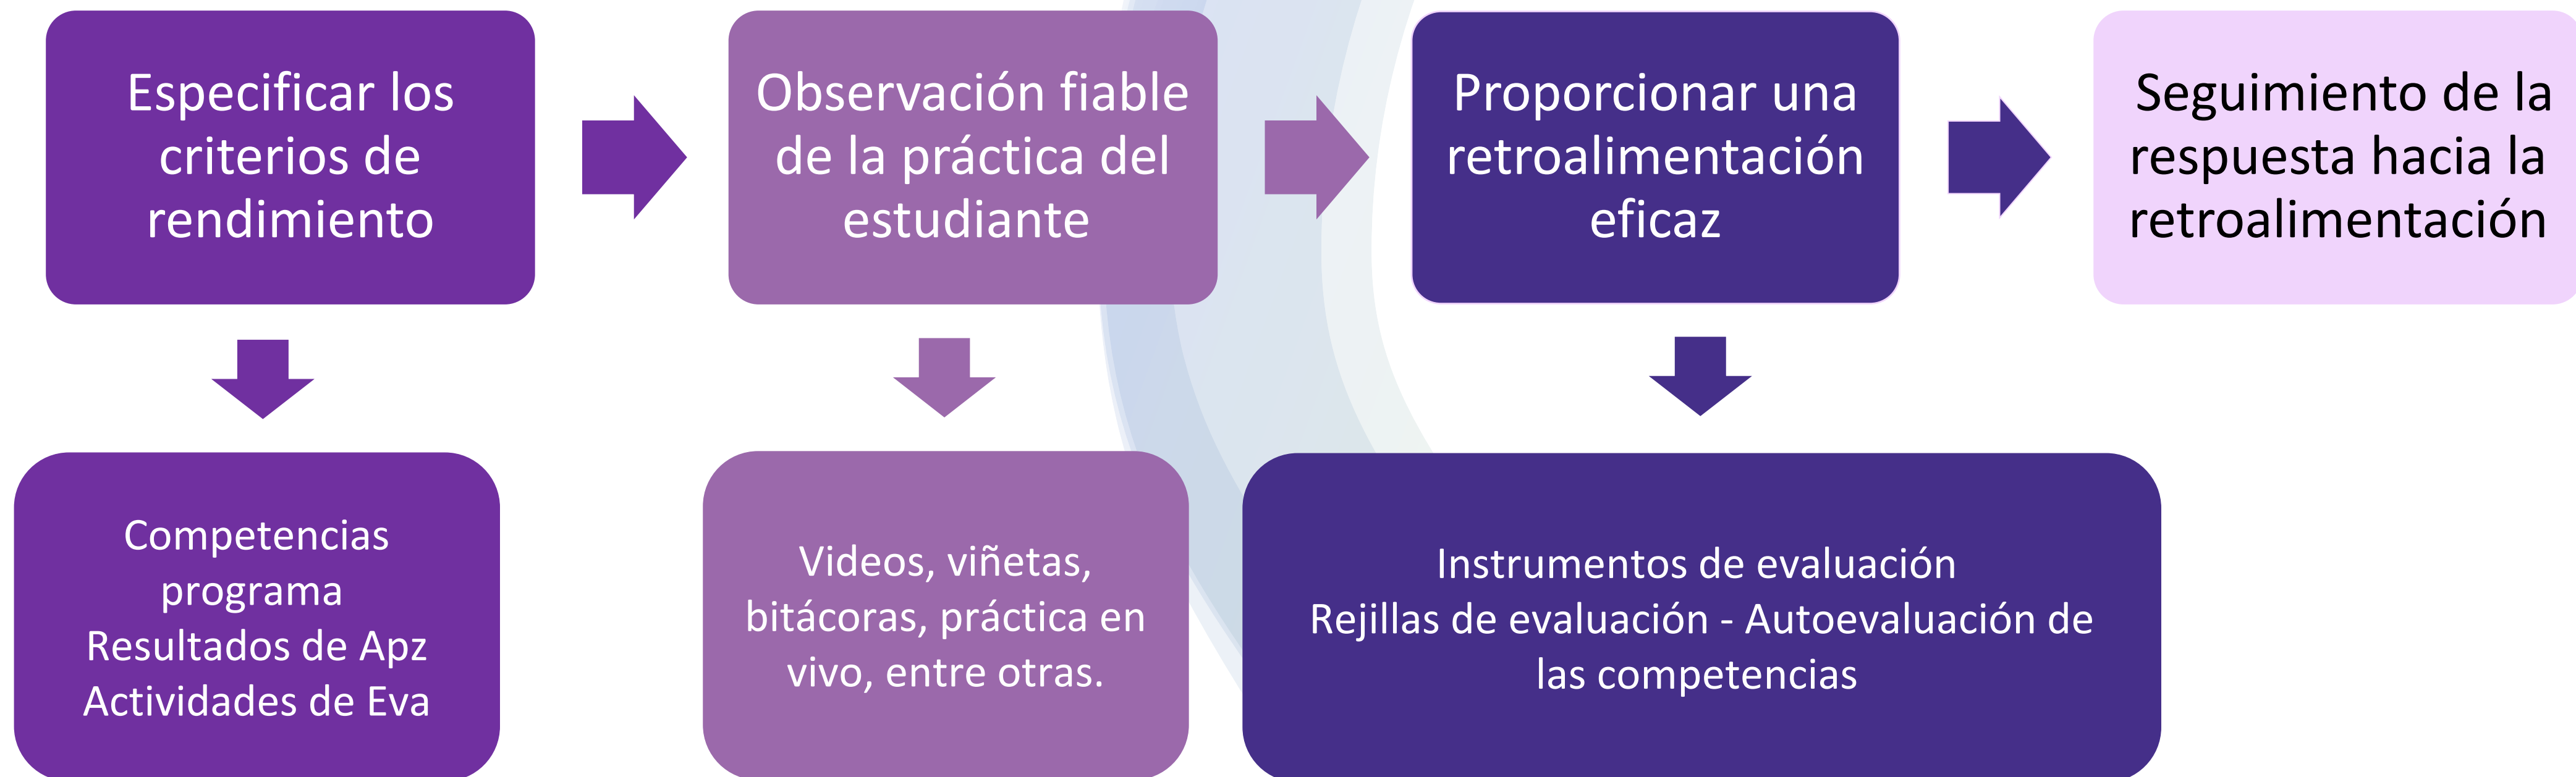 Especificar los
criterios de
rendimiento
Observación fiable
de la práctica del
estudiante
Proporcionar una
retroalimentación
eficaz
Seguimiento de la
respuesta hacia la
retroalimentación
Competencias
programa
Resultados de Apz
Actividades de Eva
Videos, viñetas,
bitácoras, práctica en
vivo, entre otras.
Instrumentos de evaluación
Rejillas de evaluación - Autoevaluación de
las competencias